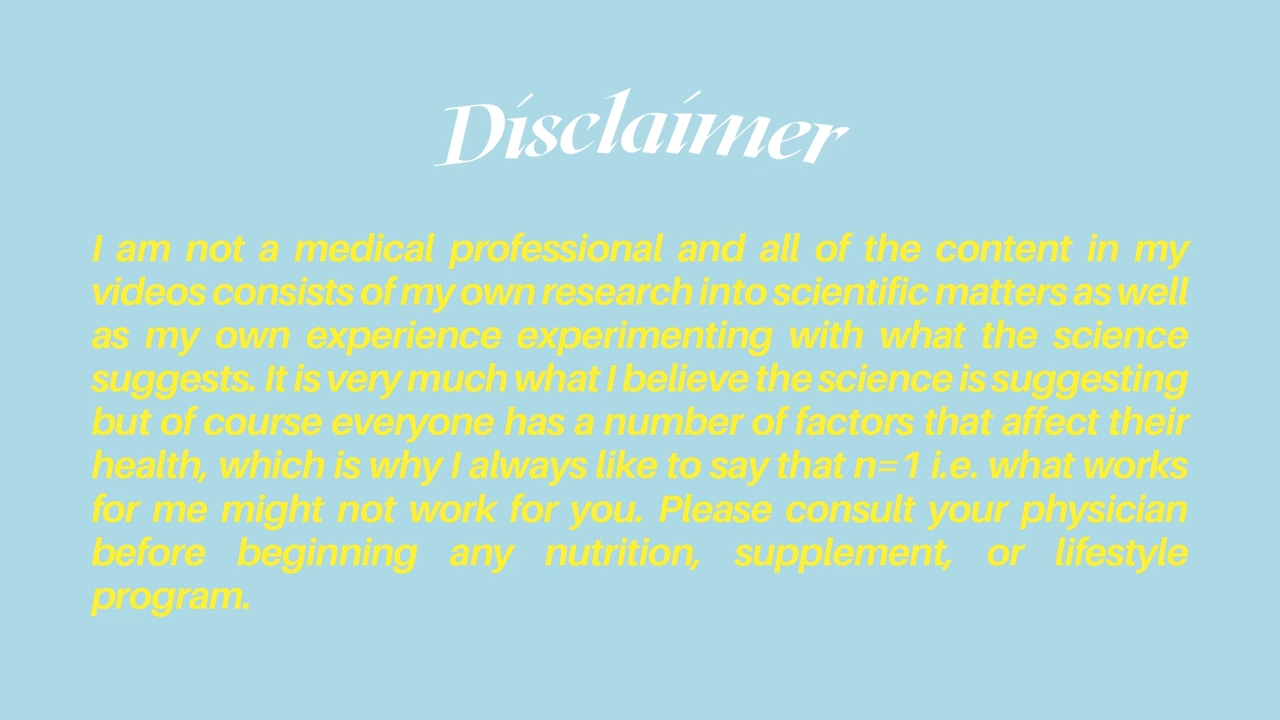 Disclaimer
I am not a medical professional and all of the content in my
videos consists of my own research into scientific matters as well
as my own experience experimenting with what the science
suggests. It is very much what I believe the science is suggesting
but of course everyone has a number of factors that affect their
health, which is why I always like to say that n=1 i.e. what works
for me might not work for you. Please consult your physician
before beginning any nutrition, supplement, or lifestyle
program.